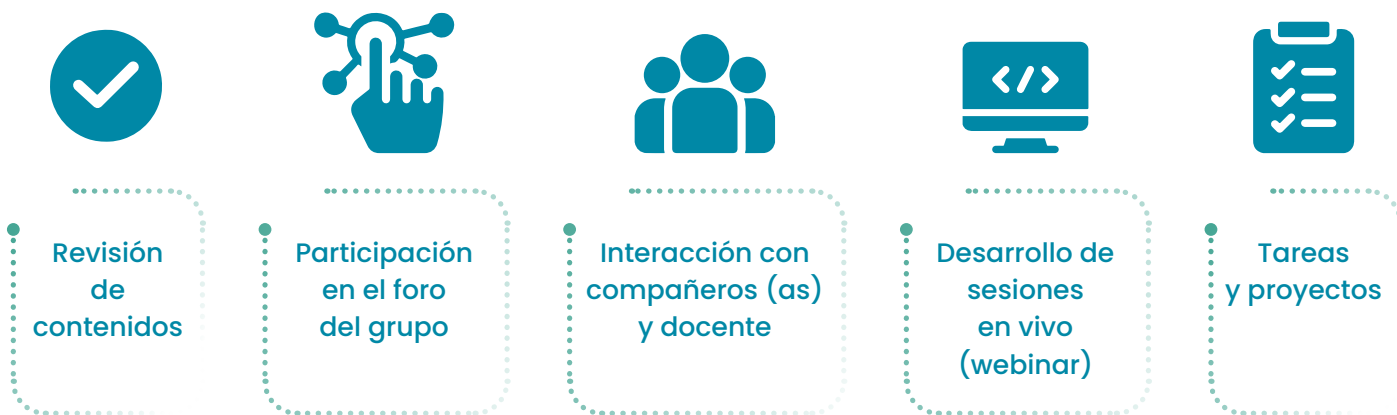 Revisión
de
contenidos
Participación
en el foro
del grupo
Interacción con
compañeros (as)
y docente
Desarrollo de
sesiones
en vivo
(webinar)
Tareas
y proyectos